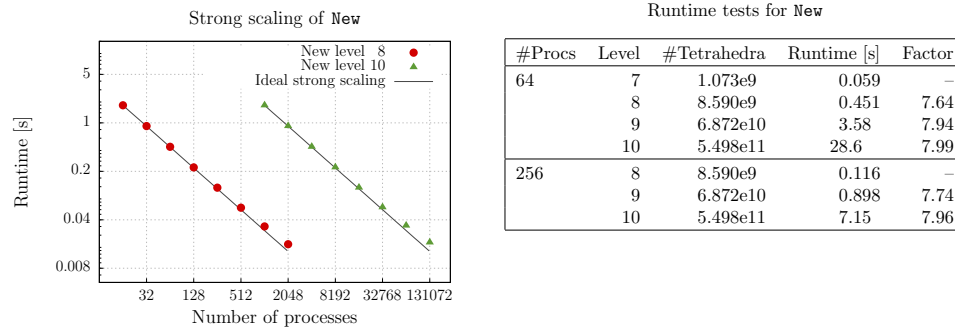 Strong scaling of New
New level 8
New level 10
Ideal strong scaling
5
1
0.2
0.04
0.008
Runtime [s]
32 128 512 2048 8192 32768 131072
Number of processes
Runtime tests for New
#Procs Level #Tetrahedra Runtime [s] Factor
64 7 1.073e9 0.059 –
8 8.590e9 0.451 7.64
9 6.872e10 3.58 7.94
10 5.498e11 28.6 7.99
256 8 8.590e9 0.116 –
9 6.872e10 0.898 7.74
10 5.498e11 7.15 7.96